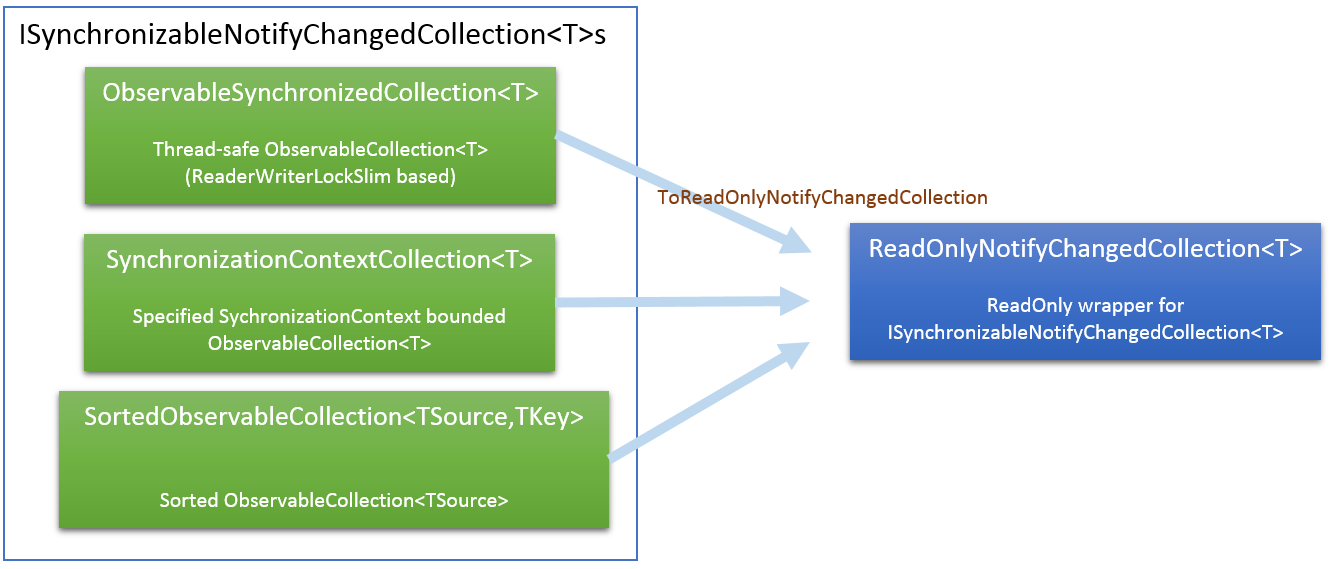 ISynchronizableNotifyChangedCollection<T>s
ObservableSynchronizedCollection<T>
Thread-safe ObservableCollection<T>
(ReaderWriterLockSlim based)
ToReadOnlyNotifyChangedCollection
SynchronizationContextCollection<T>
Specified SychronizationContext bounded
ObservableCollection<T>
ReadOnlyNotifyChangedCollection<T>
ReadOnly wrapper for
ISynchronizableNotifyChangedCollection<T>
SortedObservableCollection<TSource,TKey>
Sorted ObservableCollection<TSource>